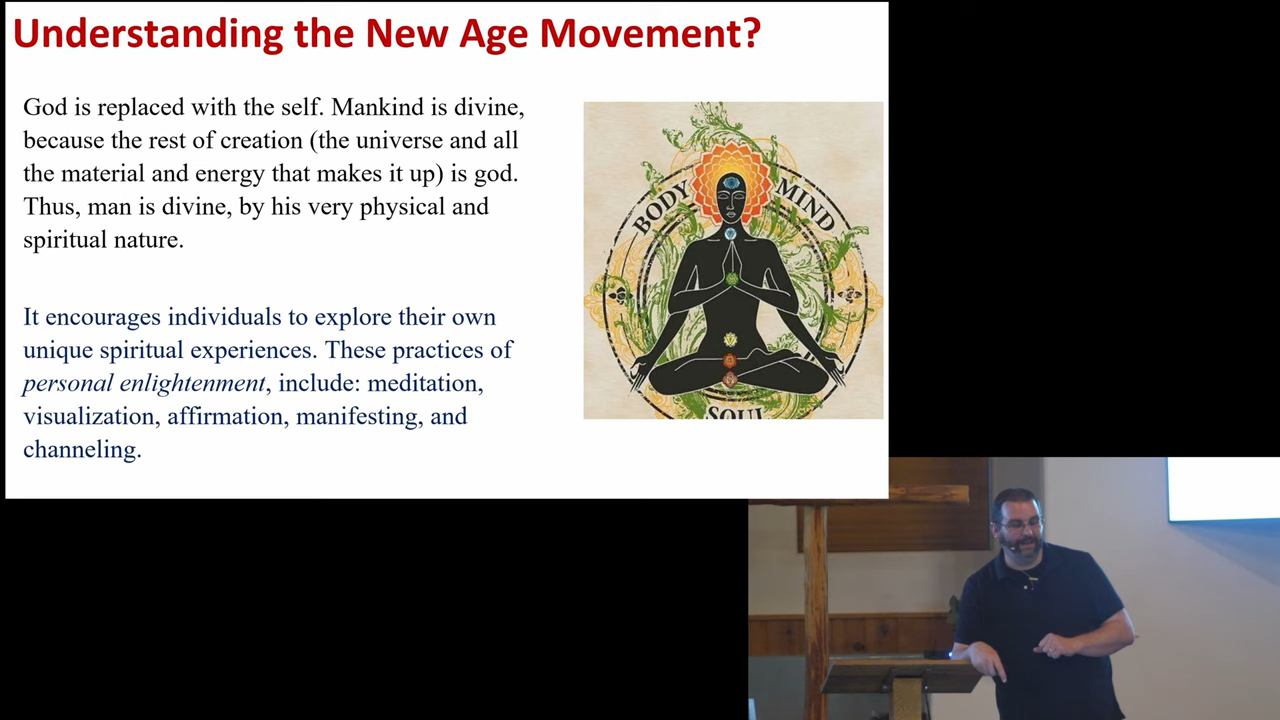 Understanding the New Age Movement?
God is replaced with the self. Mankind is divine,
because the rest of creation (the universe and all
the material and energy that makes it up) is god.
Thus, man is divine, by his very physical and
spiritual nature.
It encourages individuals to explore their own
unique spiritual experiences. These practices of
personal enlightenment, include: meditation,
visualization, affirmation, manifesting, and
channeling.
BODY
MIND
SOUL